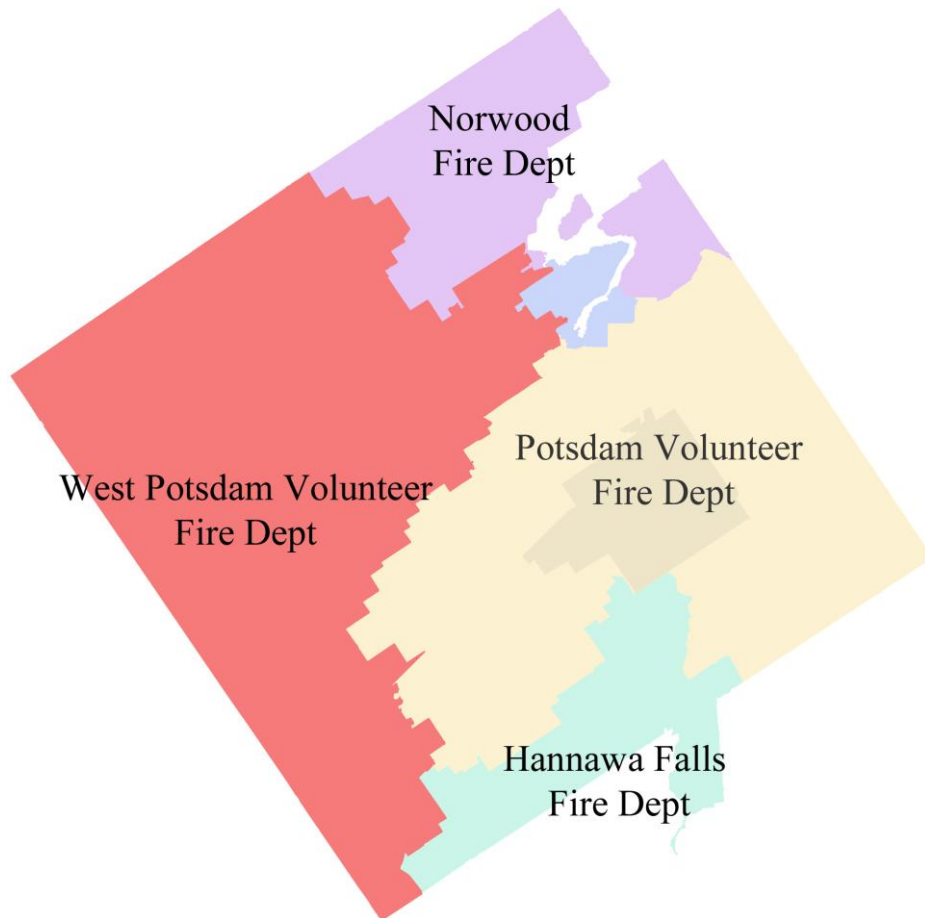 Norwood
Fire Dept
Potsdam Volunteer
Fire Dept
West Potsdam Volunteer
Fire Dept
Hannawa Falls
Fire Dept